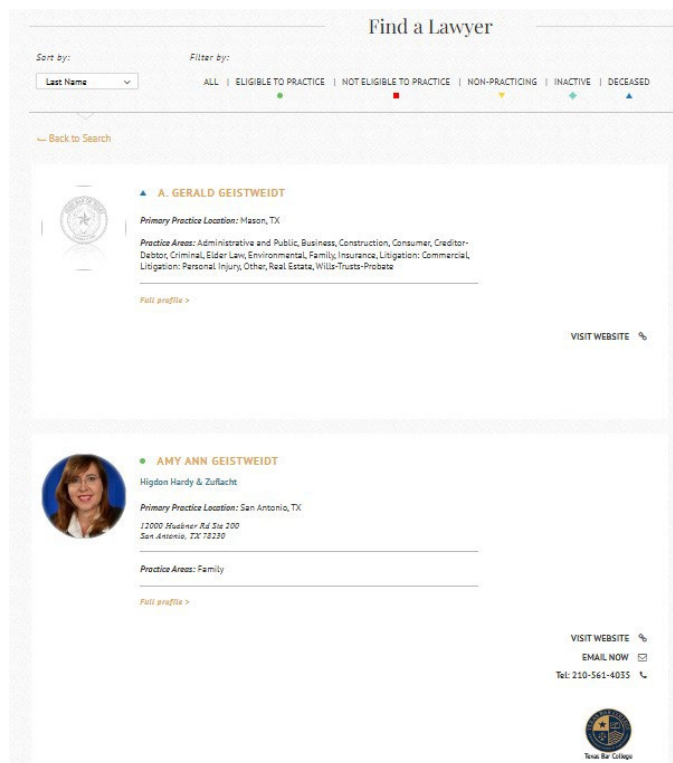 Find a Lawyer
Sort by:
Filter by:
Last Name
ALL | ELIGIBLE TO PRACTICE | NOT ELIGIBLE TO PRACTICE | NON-PRACTICING | INACTIVE | DECEASED
Back to Search
A. GERALD GEISTWEIDT
Primary Practice Location: Mason, TX
Practice Areas: Administrative and Public, Business, Construction, Consumer, Creditor-
Debtor, Criminal, Elder Law, Environmental, Family, Insurance, Litigation: Commercial,
Litigation: Personal Injury, Other, Real Estate, Wills-Trusts-Probate
Full profile >
VISIT WEBSITE
AMY ANN GEISTWEIDT
Higdon Hardy & Zuflacht
Primary Practice Location: San Antonio, TX
12000 Huebner Rd Ste 200
San Antonio, TX 78230
Practice Areas: Family
Full profile >
VISIT WEBSITE
EMAIL NOW
Tel: 210-561-4035
Texas Bar College